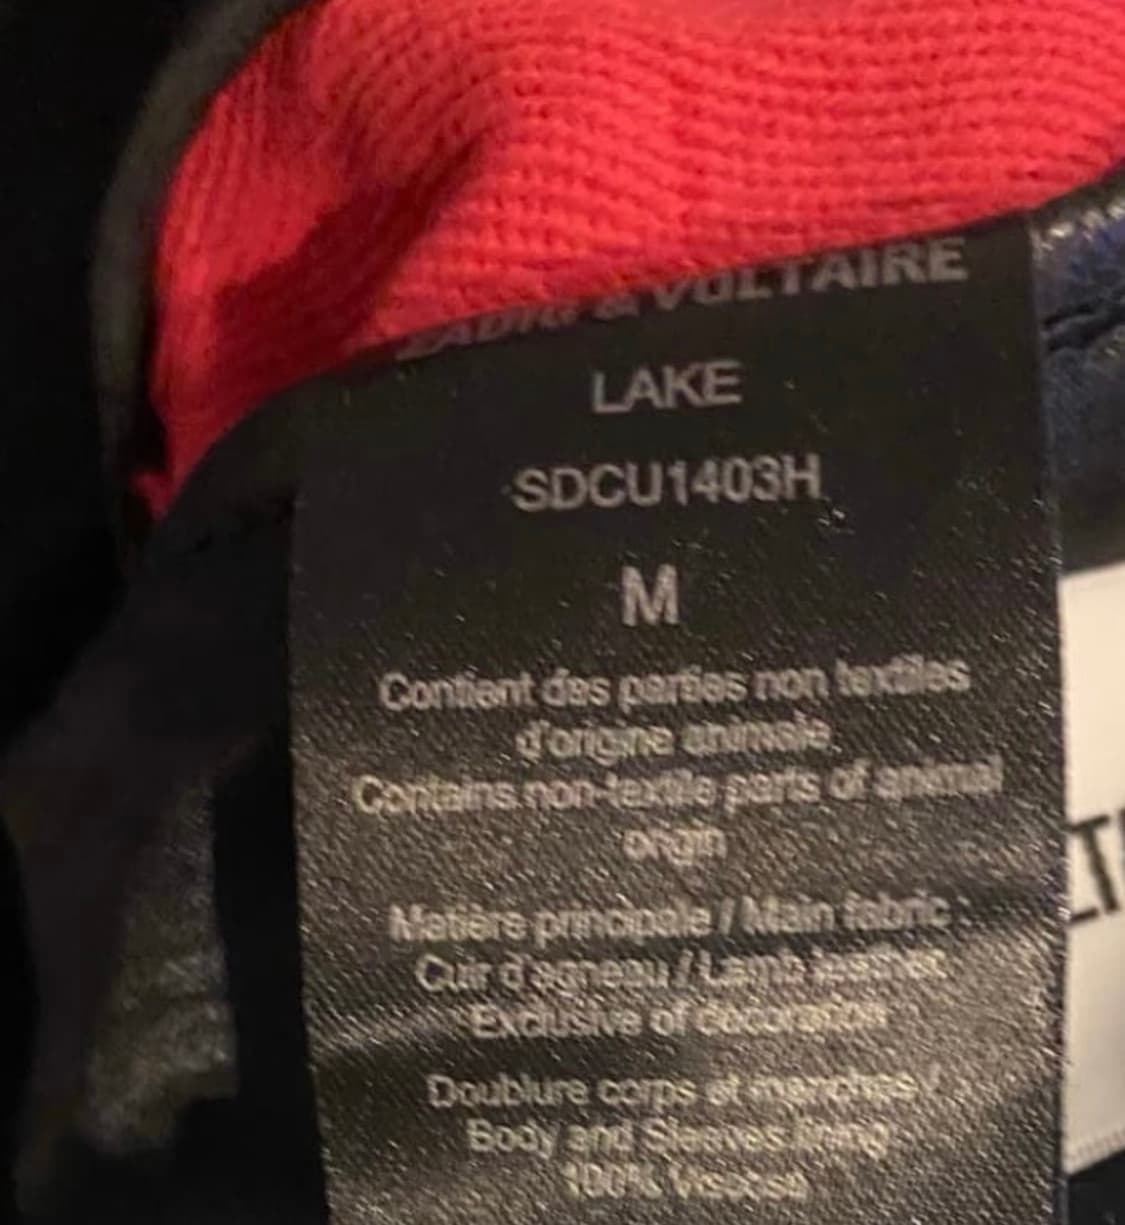 ZADIG & VOLTAIRE
LAKE
SDCU1403H
M
Contient des parties non textiles
d'origine animale
Contains non-textile parts of animal
origin
Matière principale / Main fabric :
Cuir d'agneau / Lamb leather
Exclusive of decoration
Doublure corps et manches /
Body and Sleeves lining
100% Viscose